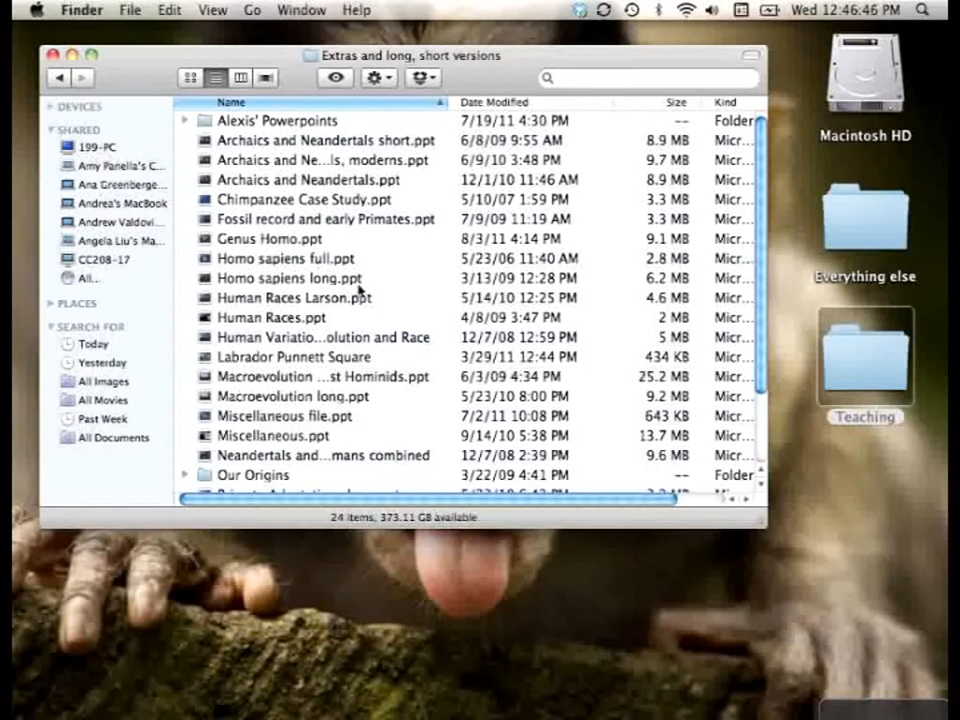 Finder File Edit View Go Window Help Wed 12:46:46 PM
Extras and long, short versions
Name Date Modified Size Kind
DEVICES
SHARED
199-PC
Amy Panella's C...
Ana Greenberge...
Andrea's MacBook
Andrew Valdovi...
Angela Liu's Ma...
CC208-17
All...
PLACES
SEARCH FOR
Today
Yesterday
All Images
All Movies
Past Week
All Documents
Alexis' Powerpoints 7/19/11 4:30 PM -- Folder
Archaics and Neandertals short.ppt 6/8/09 9:55 AM 8.9 MB Micr...
Archaics and Ne...ls, moderns.ppt 6/9/10 3:48 PM 9.7 MB Micr...
Archaics and Neandertals.ppt 12/1/10 11:46 AM 8.9 MB Micr...
Chimpanzee Case Study.ppt 5/10/07 1:59 PM 3.3 MB Micr...
Fossil record and early Primates.ppt 7/9/09 11:19 AM 3.3 MB Micr...
Genus Homo.ppt 8/3/11 4:14 PM 9.1 MB Micr...
Homo sapiens full.ppt 5/23/06 11:40 AM 2.8 MB Micr...
Homo sapiens long.ppt 3/13/09 12:28 PM 6.2 MB Micr...
Human Races Larson.ppt 5/14/10 12:25 PM 4.6 MB Micr...
Human Races.ppt 4/8/09 3:47 PM 2 MB Micr...
Human Variatio...olution and Race 12/7/08 12:59 PM 5 MB Micr...
Labrador Punnett Square 3/29/11 12:44 PM 434 KB Micr...
Macroevolution ...st Hominids.ppt 6/3/09 4:34 PM 25.2 MB Micr...
Macroevolution long.ppt 5/23/10 8:00 PM 9.2 MB Micr...
Miscellaneous file.ppt 7/2/11 10:08 PM 643 KB Micr...
Miscellaneous.ppt 9/14/10 5:38 PM 13.7 MB Micr...
Neandertals and...mans combined 12/7/08 2:39 PM 9.6 MB Micr...
Our Origins 3/22/09 4:41 PM -- Folder
24 items, 373.11 GB available
Macintosh HD
Everything else
Teaching